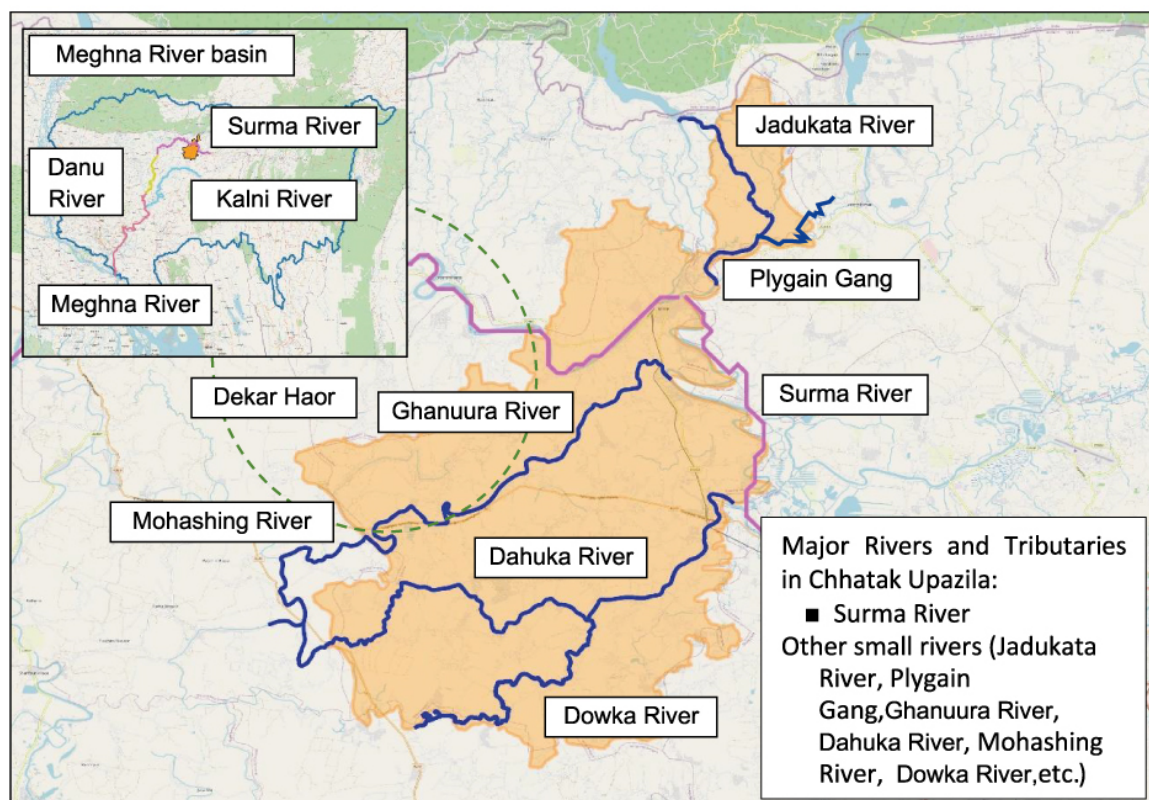 Meghna River basin
Surma River
Danu
River
Kalni River
Meghna River
Jadukata River
Plygain Gang
Dekar Haor
Ghanuura River
Surma River
Mohashing River
Dahuka River
Dowka River
Major Rivers and Tributaries
in Chhatak Upazila:
■ Surma River
Other small rivers (Jadukata
River, Plygain
Gang,Ghanuura River,
Dahuka River, Mohashing
River, Dowka River,etc.)